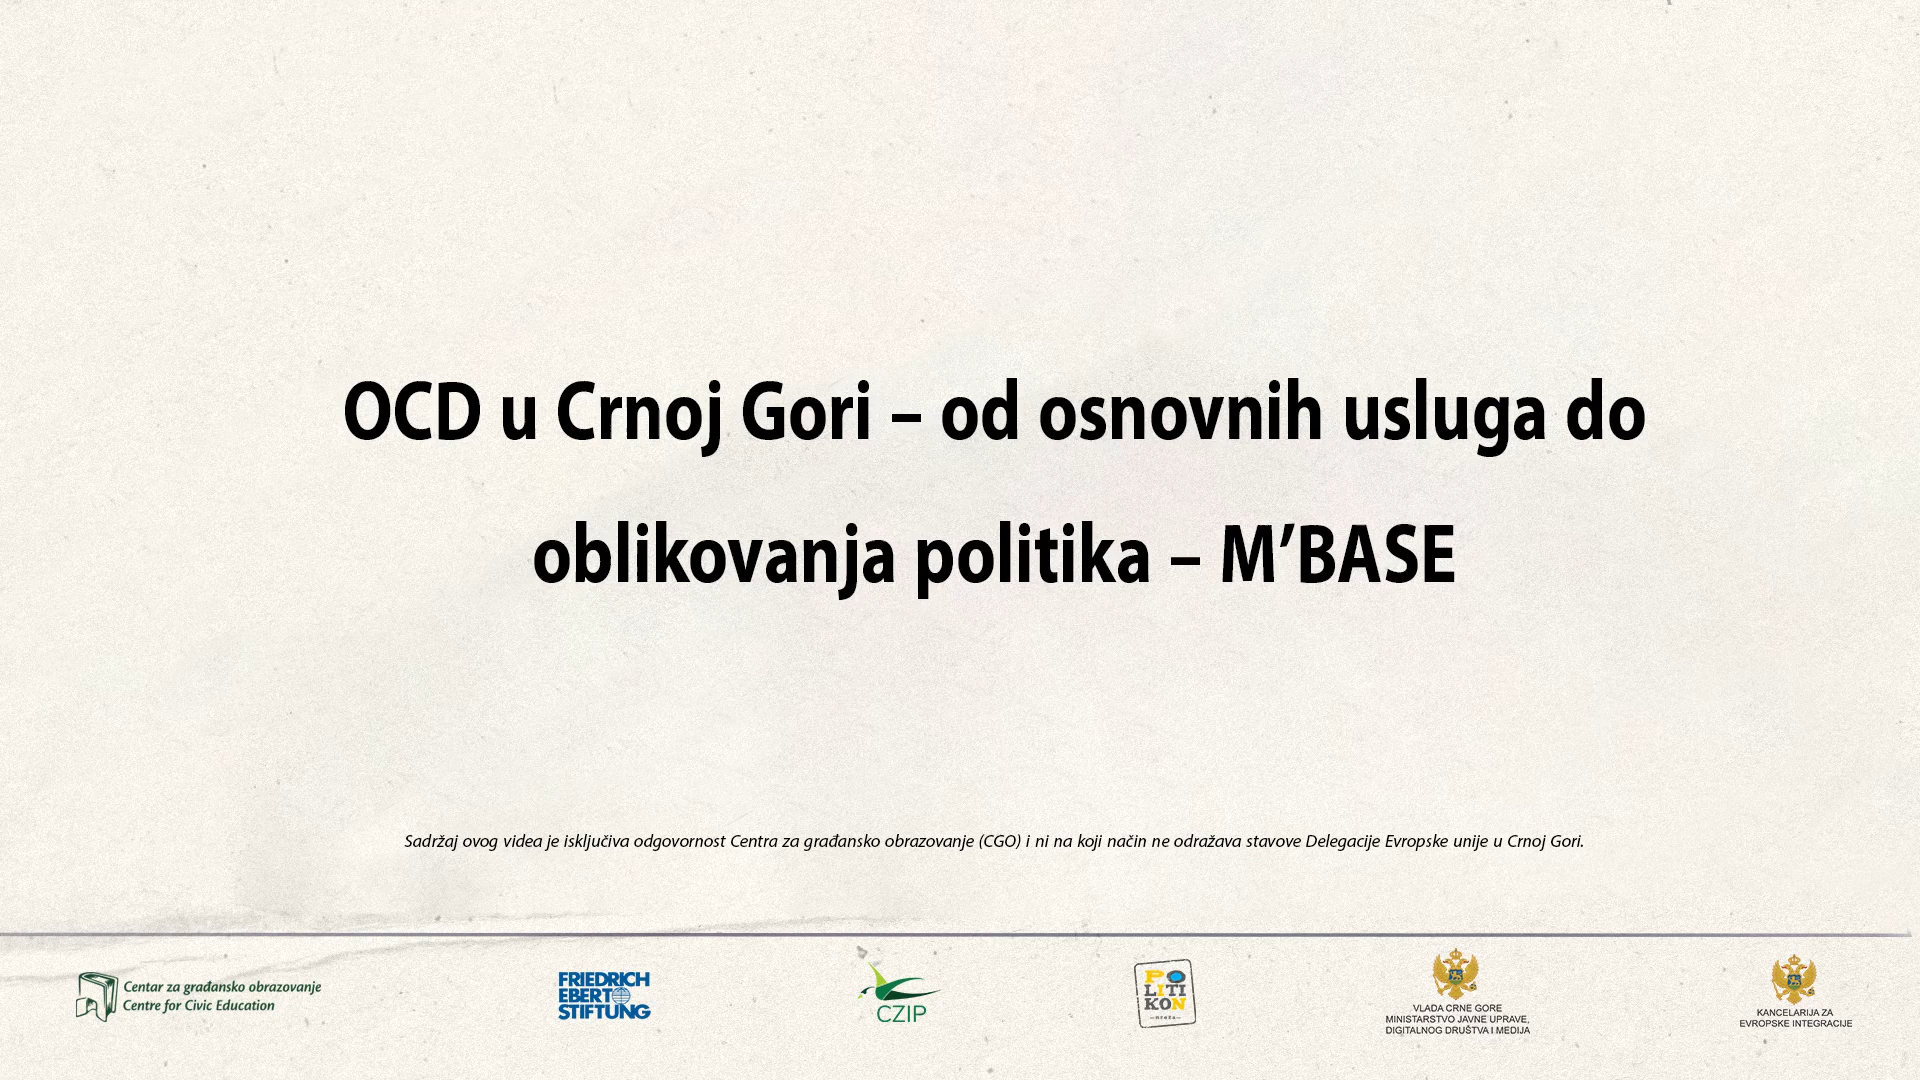 OCD u Crnoj Gori – od osnovnih usluga do
oblikovanja politika – M’BASE
Sadržaj ovog videa je isključiva odgovornost Centra za građansko obrazovanje (CGO) i ni na koji način ne odražava stavove Delegacije Evropske unije u Crnoj Gori.
Centar za građansko obrazovanje
Centre for Civic Education
FRIEDRICH
EBERT
STIFTUNG
CZIP
PO
LITI
KON
mreža
VLADA CRNE GORE
MINISTARSTVO JAVNE UPRAVE,
DIGITALNOG DRUŠTVA I MEDIJA
KANCELARIJA ZA
EVROPSKE INTEGRACIJE